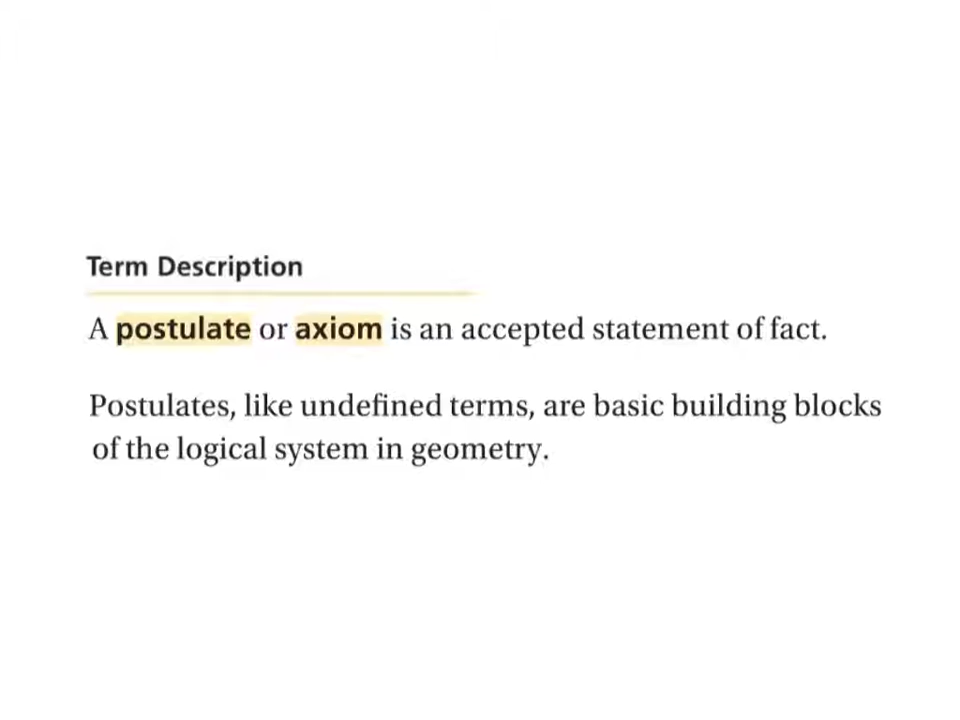 Term Description
A postulate or axiom is an accepted statement of fact.
Postulates, like undefined terms, are basic building blocks
of the logical system in geometry.